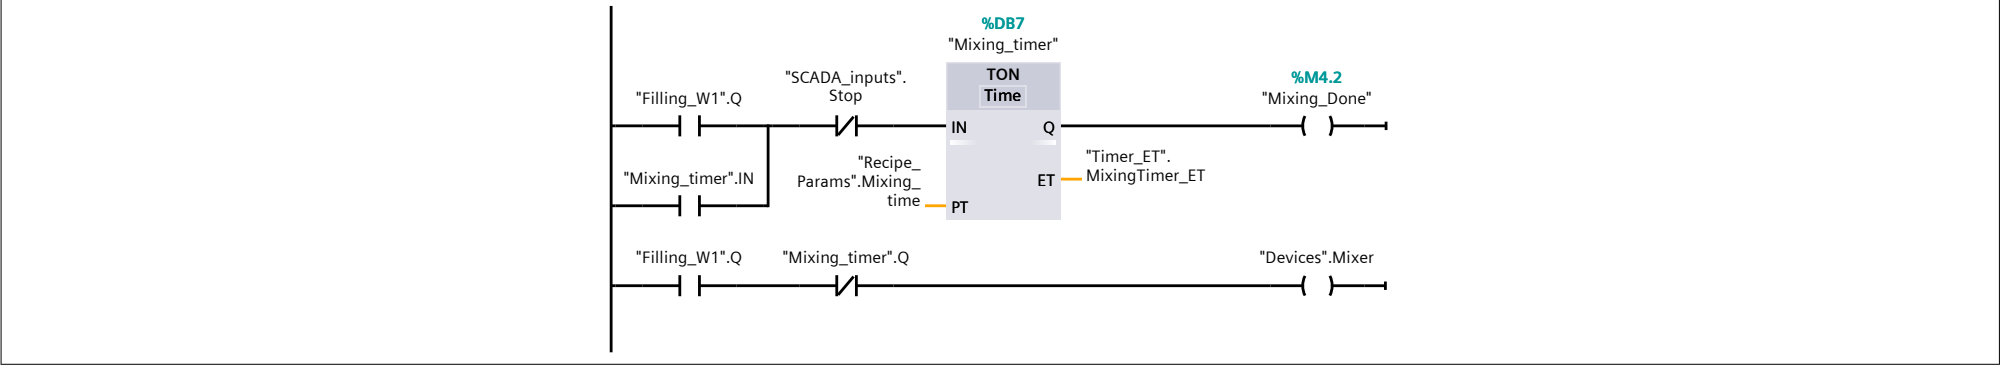 %DB7
"Mixing_timer"
"SCADA_inputs".
Stop
TON
Time
%M4.2
"Filling_W1".Q
"Mixing_Done"
IN
Q
"Mixing_timer".IN
"Recipe_
Params".Mixing_
time
"Timer_ET".
MixingTimer_ET
ET
PT
"Filling_W1".Q
"Mixing_timer".Q
"Devices".Mixer